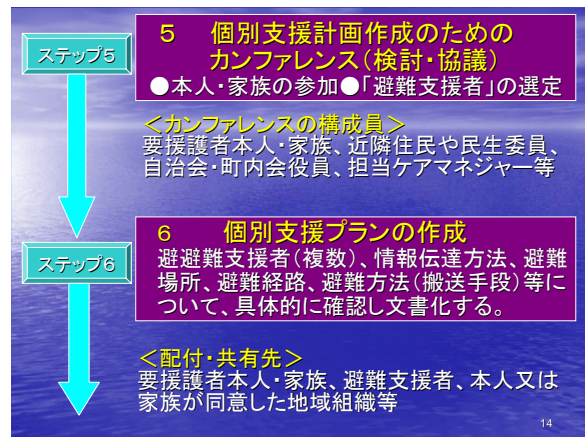 ステップ5
5 個別支援計画作成のための
カンファレンス(検討・協議)
●本人・家族の参加●「避難支援者」の選定
<カンファレンスの構成員>
要援護者本人・家族、近隣住民や民生委員、
自治会・町内会役員、担当ケアマネジャー等
ステップ6
6 個別支援プランの作成
避避難支援者(複数)、情報伝達方法、避難
場所、避難経路、避難方法(搬送手段)等に
ついて、具体的に確認し文書化する。
<配付・共有先>
要援護者本人・家族、避難支援者、本人又は
家族が同意した地域組織等
14